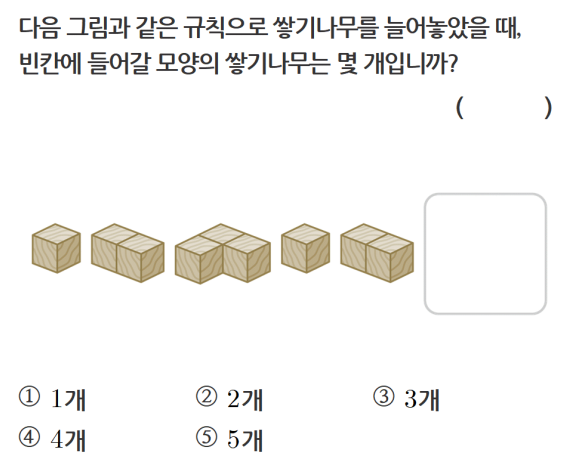 다음 그림과 같은 규칙으로 쌓기나무를 늘어놓았을 때,
빈칸에 들어갈 모양의 쌓기나무는 몇 개입니까?
( )
① 1개 ② 2개 ③ 3개
④ 4개 ⑤ 5개